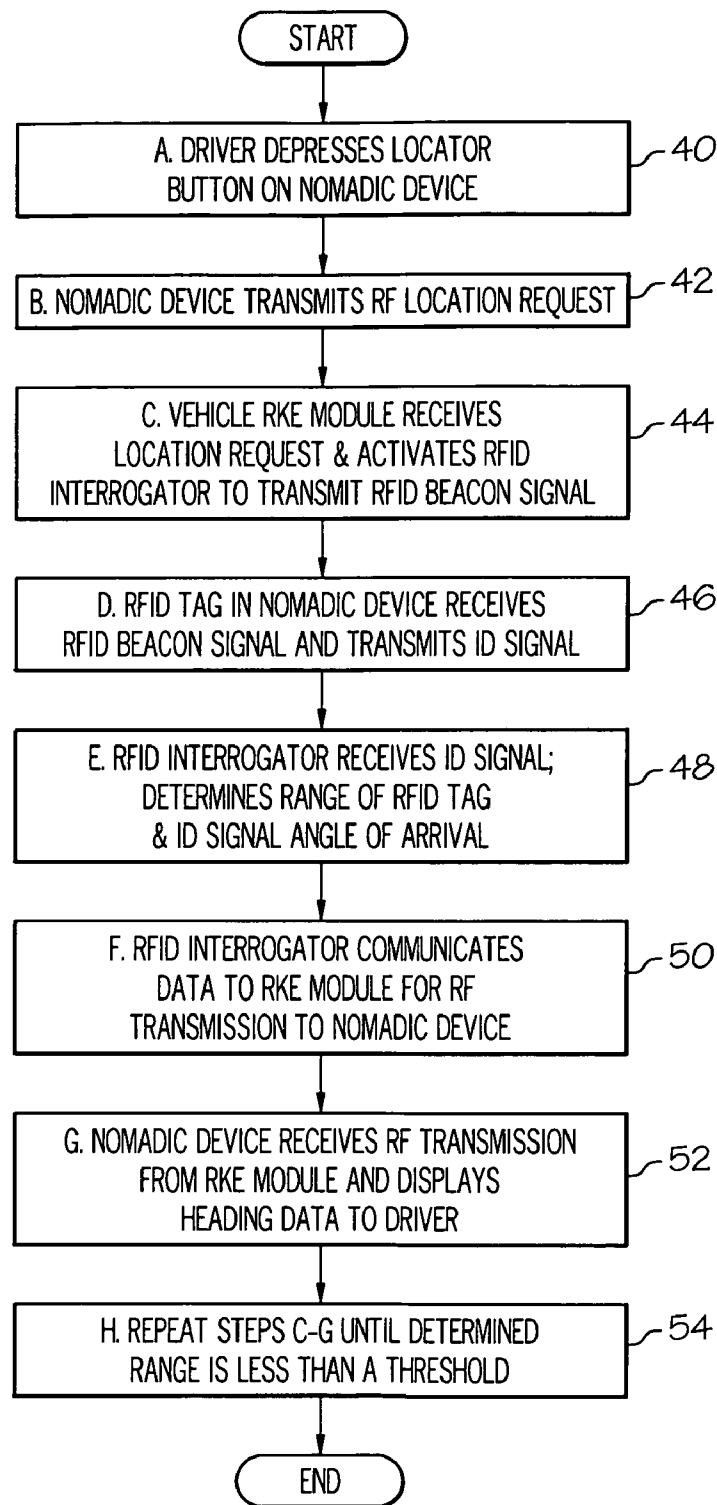 START
A. DRIVER DEPRESSES LOCATOR
BUTTON ON NOMADIC DEVICE
40
B. NOMADIC DEVICE TRANSMITS RF LOCATION REQUEST
42
C. VEHICLE RKE MODULE RECEIVES
LOCATION REQUEST & ACTIVATES RFID
INTERROGATOR TO TRANSMIT RFID BEACON SIGNAL
44
D. RFID TAG IN NOMADIC DEVICE RECEIVES
RFID BEACON SIGNAL AND TRANSMITS ID SIGNAL
46
E. RFID INTERROGATOR RECEIVES ID SIGNAL;
DETERMINES RANGE OF RFID TAG
& ID SIGNAL ANGLE OF ARRIVAL
48
F. RFID INTERROGATOR COMMUNICATES
DATA TO RKE MODULE FOR RF
TRANSMISSION TO NOMADIC DEVICE
50
G. NOMADIC DEVICE RECEIVES RF TRANSMISSION
FROM RKE MODULE AND DISPLAYS
HEADING DATA TO DRIVER
52
H. REPEAT STEPS C-G UNTIL DETERMINED
RANGE IS LESS THAN A THRESHOLD
54
END